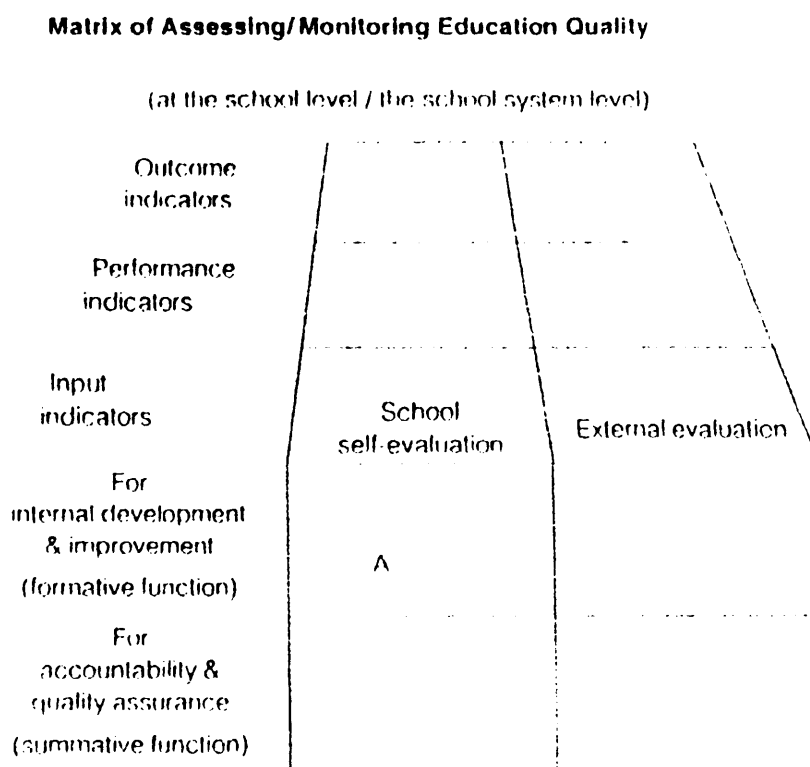 Matrix of Assessing/Monitoring Education Quality
(at the school level / the school system level)
Outcome
indicators
Performance
indicators
Input
indicators
School
self-evaluation
External evaluation
For
internal development
& improvement
(formative function)
A
For
accountability &
quality assurance
(summative function)